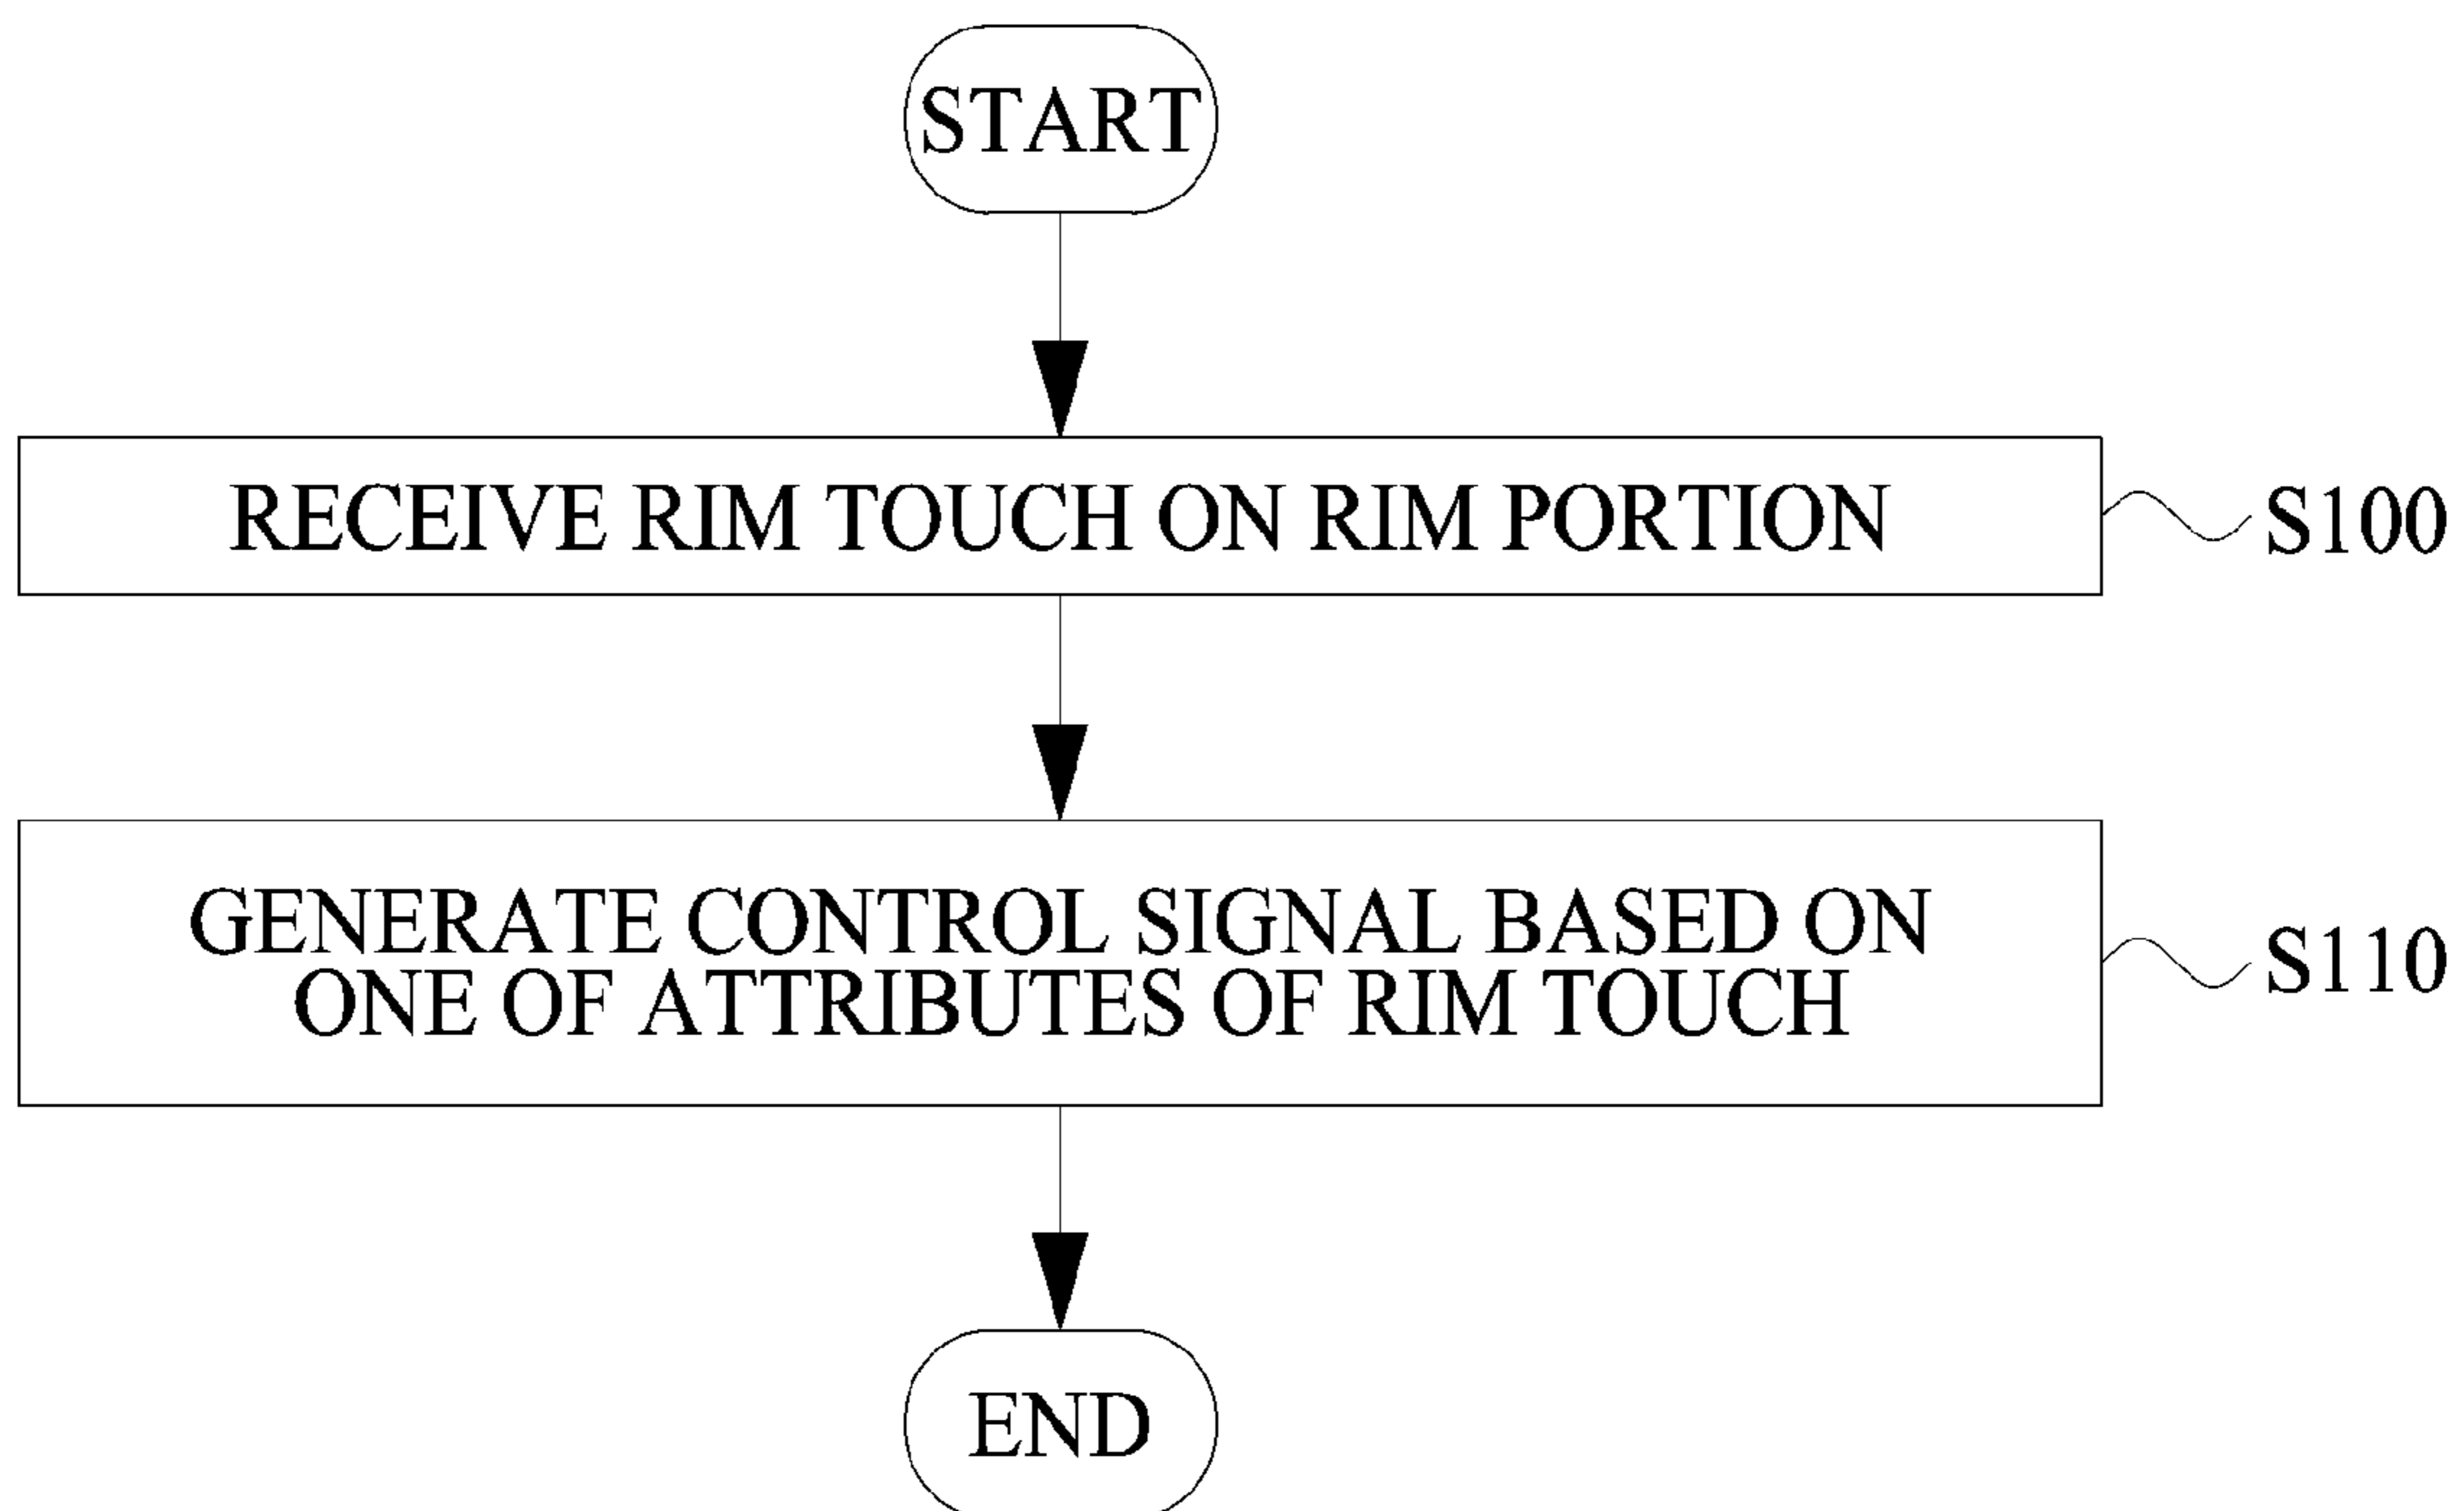 START
RECEIVE RIM TOUCH ON RIM PORTION
S100
GENERATE CONTROL SIGNAL BASED ON
ONE OF ATTRIBUTES OF RIM TOUCH
S110
END